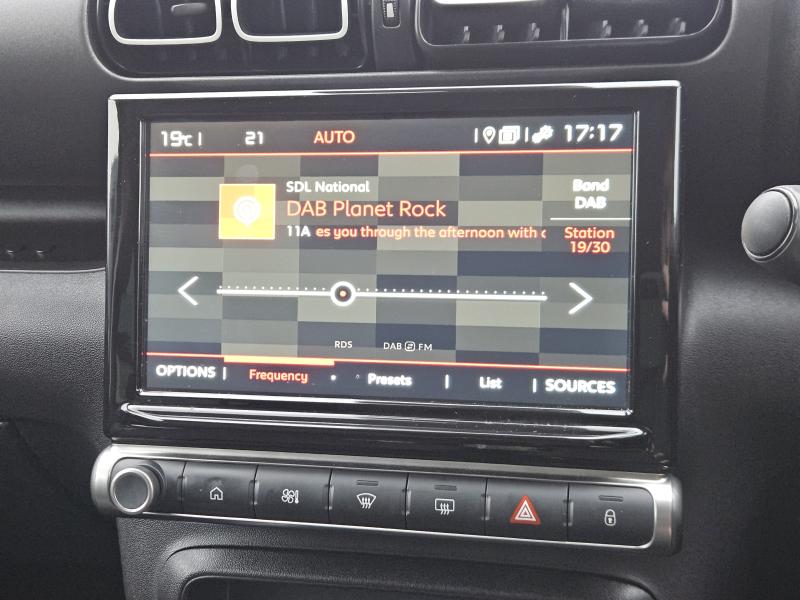 19°C 21 AUTO 17:17
SDL National
DAB Planet Rock
11A es you through the afternoon with
Band
DAB
Station
19/30
RDS DAB FM
OPTIONS Frequency Presets List SOURCES